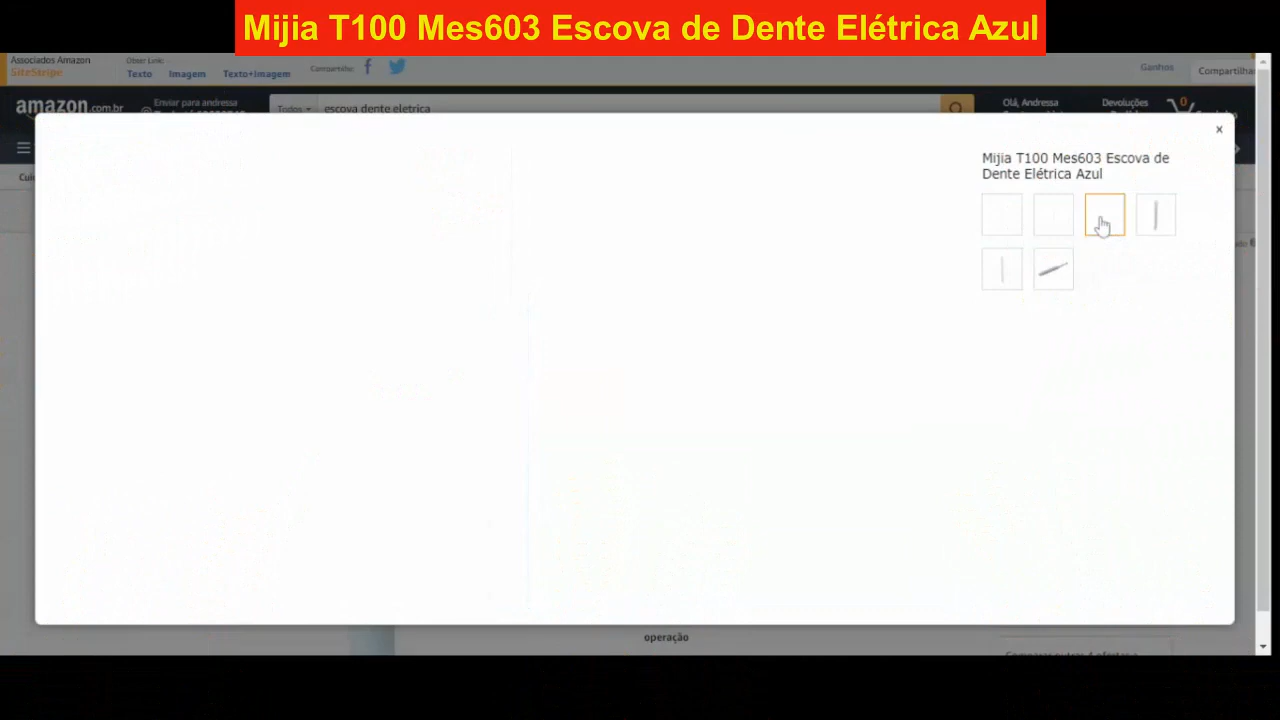 Mijia T100 Mes603 Escova de Dente Elétrica Azul
Associados Amazon
SiteStripe
Obter Link:
Texto Imagem Texto+Imagem
Compartilhe:
Ganhos
Compartilhar
amazon.com.br
Enviar para andressa
Todos
escova dente eletrica
Olá, Andressa
Devoluções
0
x
Mijia T100 Mes603 Escova de
Dente Elétrica Azul
operação